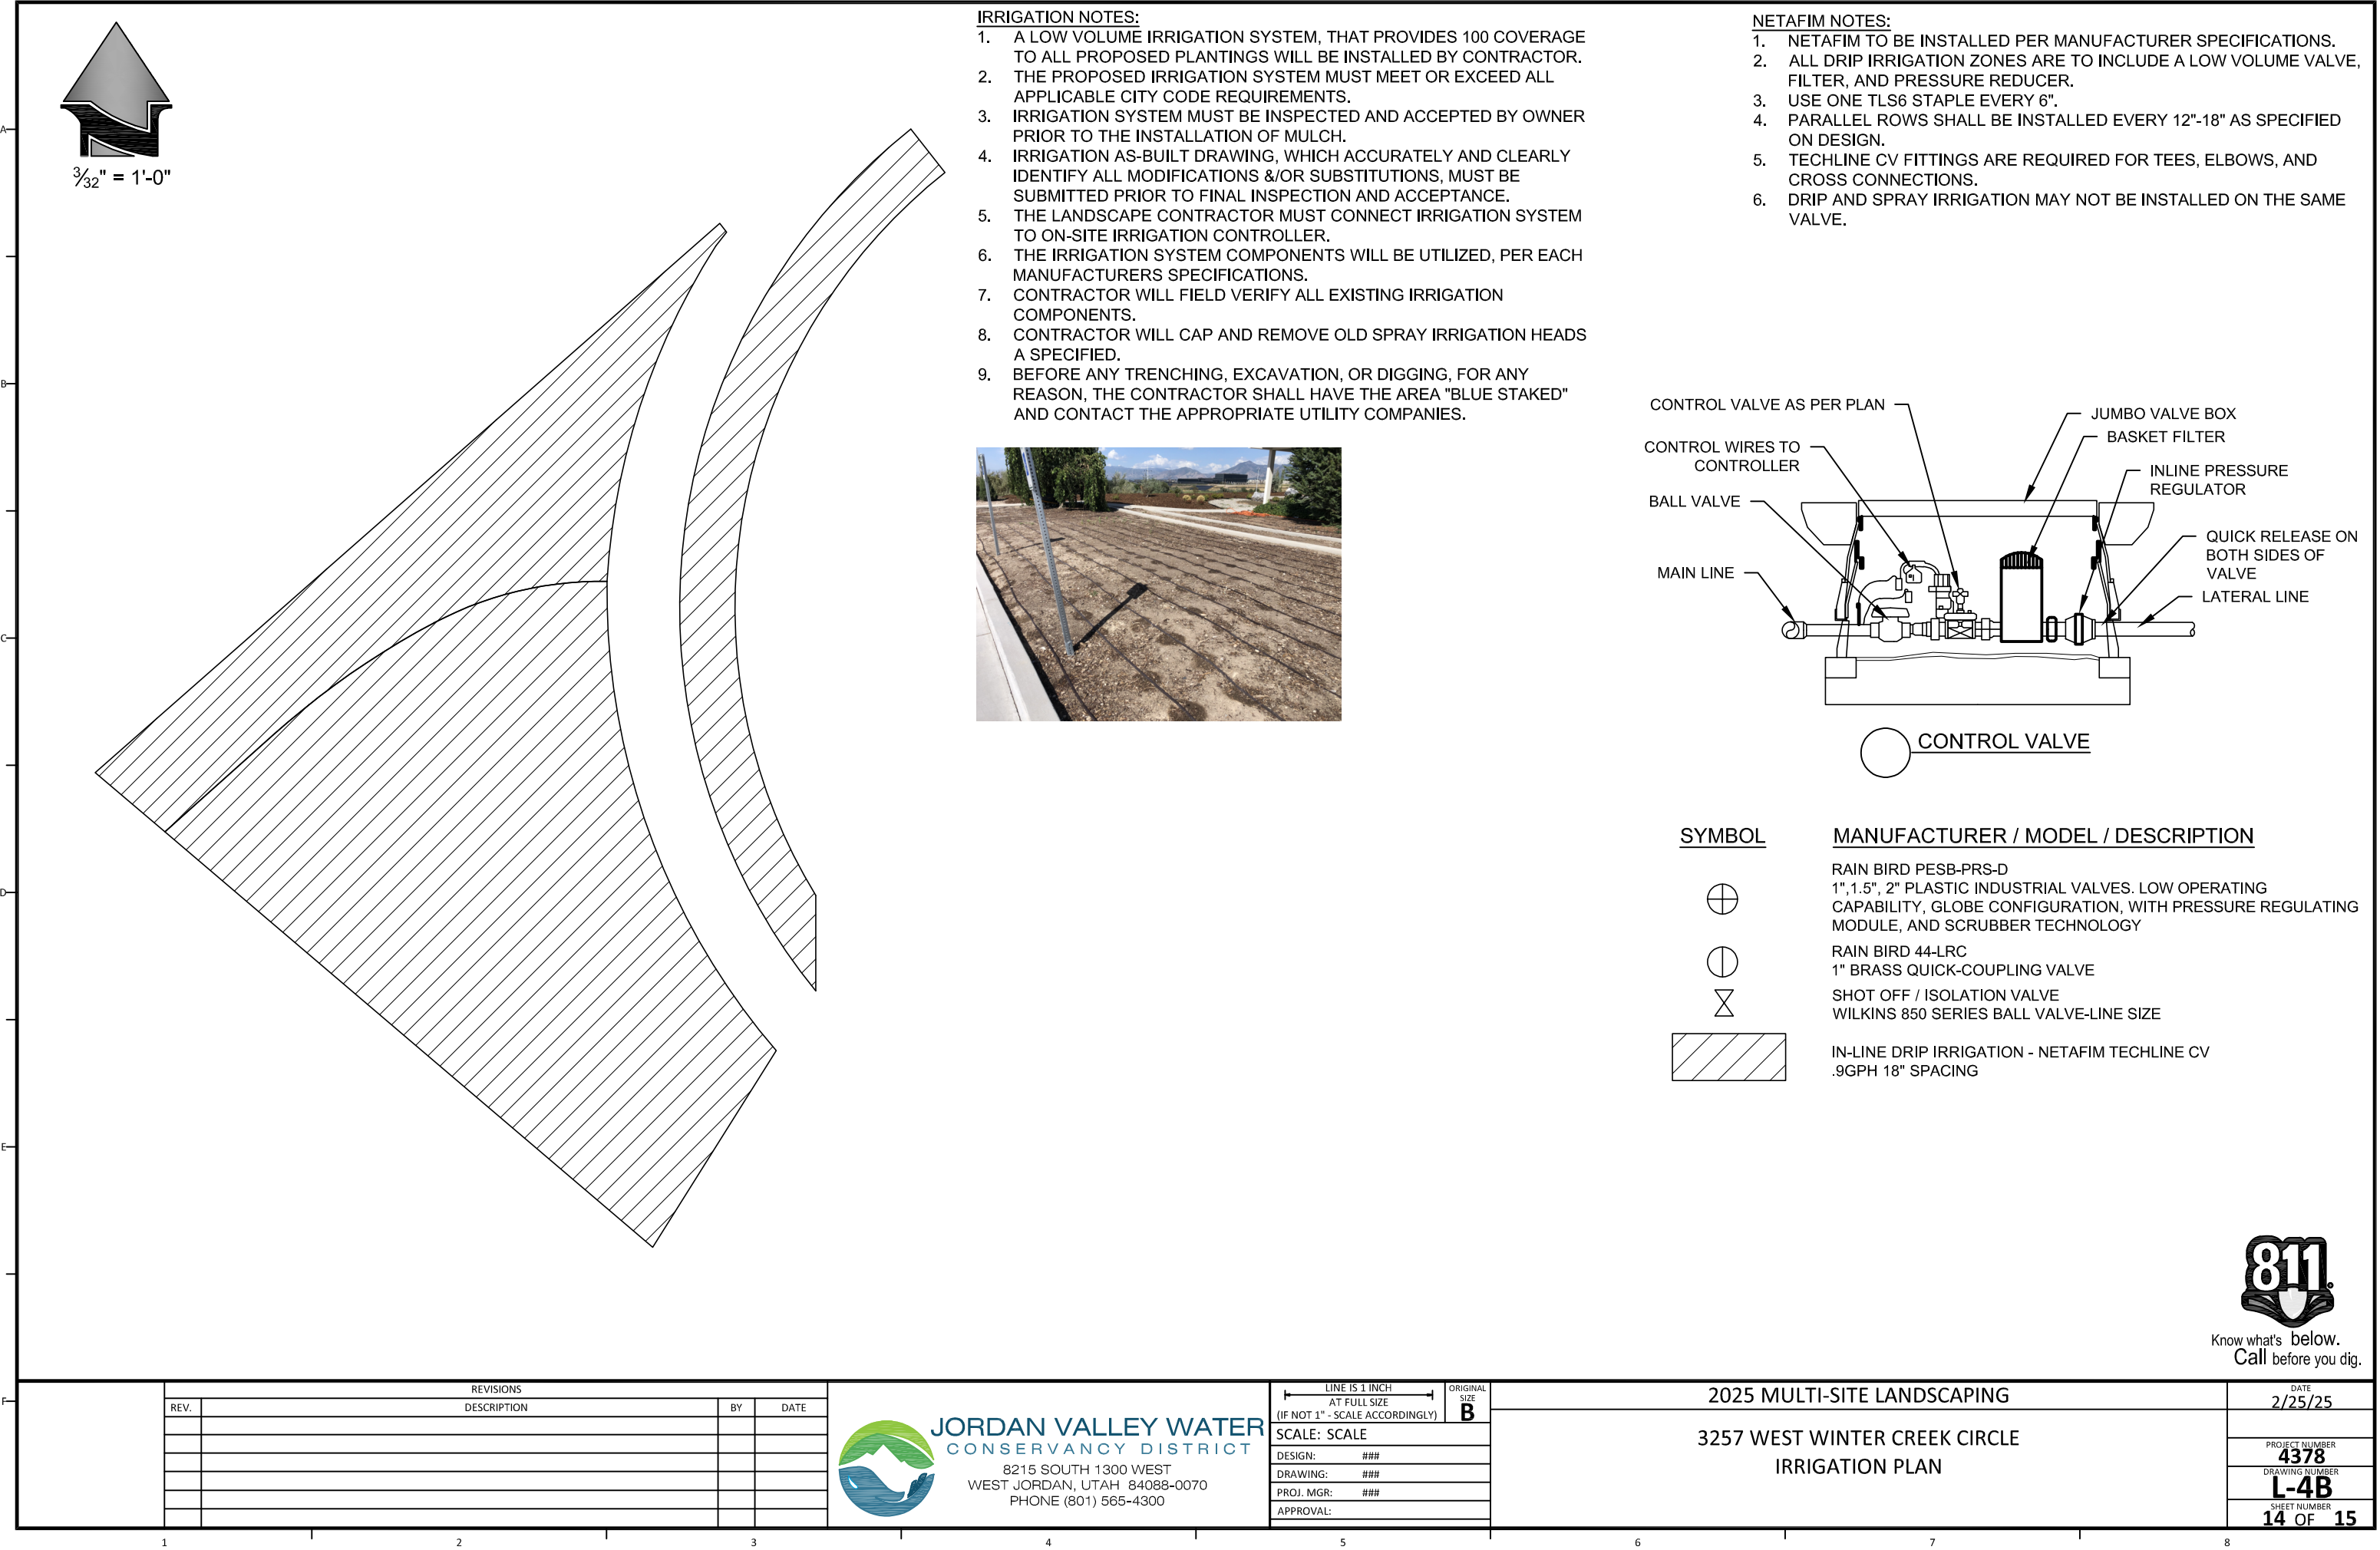 3/32" = 1'-0"
IRRIGATION NOTES:
1. A LOW VOLUME IRRIGATION SYSTEM, THAT PROVIDES 100 COVERAGE
TO ALL PROPOSED PLANTINGS WILL BE INSTALLED BY CONTRACTOR.
2. THE PROPOSED IRRIGATION SYSTEM MUST MEET OR EXCEED ALL
APPLICABLE CITY CODE REQUIREMENTS.
3. IRRIGATION SYSTEM MUST BE INSPECTED AND ACCEPTED BY OWNER
PRIOR TO THE INSTALLATION OF MULCH.
4. IRRIGATION AS-BUILT DRAWING, WHICH ACCURATELY AND CLEARLY
IDENTIFY ALL MODIFICATIONS &/OR SUBSTITUTIONS, MUST BE
SUBMITTED PRIOR TO FINAL INSPECTION AND ACCEPTANCE.
5. THE LANDSCAPE CONTRACTOR MUST CONNECT IRRIGATION SYSTEM
TO ON-SITE IRRIGATION CONTROLLER.
6. THE IRRIGATION SYSTEM COMPONENTS WILL BE UTILIZED, PER EACH
MANUFACTURERS SPECIFICATIONS.
7. CONTRACTOR WILL FIELD VERIFY ALL EXISTING IRRIGATION
COMPONENTS.
8. CONTRACTOR WILL CAP AND REMOVE OLD SPRAY IRRIGATION HEADS
A SPECIFIED.
9. BEFORE ANY TRENCHING, EXCAVATION, OR DIGGING, FOR ANY
REASON, THE CONTRACTOR SHALL HAVE THE AREA "BLUE STAKED"
AND CONTACT THE APPROPRIATE UTILITY COMPANIES.
NETAFIM NOTES:
1. NETAFIM TO BE INSTALLED PER MANUFACTURER SPECIFICATIONS.
2. ALL DRIP IRRIGATION ZONES ARE TO INCLUDE A LOW VOLUME VALVE,
FILTER, AND PRESSURE REDUCER.
3. USE ONE TLS6 STAPLE EVERY 6".
4. PARALLEL ROWS SHALL BE INSTALLED EVERY 12"-18" AS SPECIFIED
ON DESIGN.
5. TECHLINE CV FITTINGS ARE REQUIRED FOR TEES, ELBOWS, AND
CROSS CONNECTIONS.
6. DRIP AND SPRAY IRRIGATION MAY NOT BE INSTALLED ON THE SAME
VALVE.
CONTROL VALVE AS PER PLAN
CONTROL WIRES TO
CONTROLLER
BALL VALVE
MAIN LINE
JUMBO VALVE BOX
BASKET FILTER
INLINE PRESSURE
REGULATOR
QUICK RELEASE ON
BOTH SIDES OF
VALVE
LATERAL LINE
CONTROL VALVE
SYMBOL
MANUFACTURER / MODEL / DESCRIPTION
RAIN BIRD PESB-PRS-D
1",1.5", 2" PLASTIC INDUSTRIAL VALVES. LOW OPERATING
CAPABILITY, GLOBE CONFIGURATION, WITH PRESSURE REGULATING
MODULE, AND SCRUBBER TECHNOLOGY
RAIN BIRD 44-LRC
1" BRASS QUICK-COUPLING VALVE
SHOT OFF / ISOLATION VALVE
WILKINS 850 SERIES BALL VALVE-LINE SIZE
IN-LINE DRIP IRRIGATION - NETAFIM TECHLINE CV
.9GPH 18" SPACING
811
Know what's below.
Call before you dig.
A
B
C
D
E
F
REVISIONS
REV. DESCRIPTION BY DATE
JORDAN VALLEY WATER
CONSERVANCY DISTRICT
8215 SOUTH 1300 WEST
WEST JORDAN, UTAH 84088-0070
PHONE (801) 565-4300
LINE IS 1 INCH
AT FULL SIZE
(IF NOT 1" - SCALE ACCORDINGLY)
ORIGINAL
SIZE
B
SCALE: SCALE
DESIGN: ###
DRAWING: ###
PROJ. MGR: ###
APPROVAL:
2025 MULTI-SITE LANDSCAPING
3257 WEST WINTER CREEK CIRCLE
IRRIGATION PLAN
DATE
2/25/25
PROJECT NUMBER
4378
DRAWING NUMBER
L-4B
SHEET NUMBER
14 OF 15
1 2 3 4 5 6 7 8